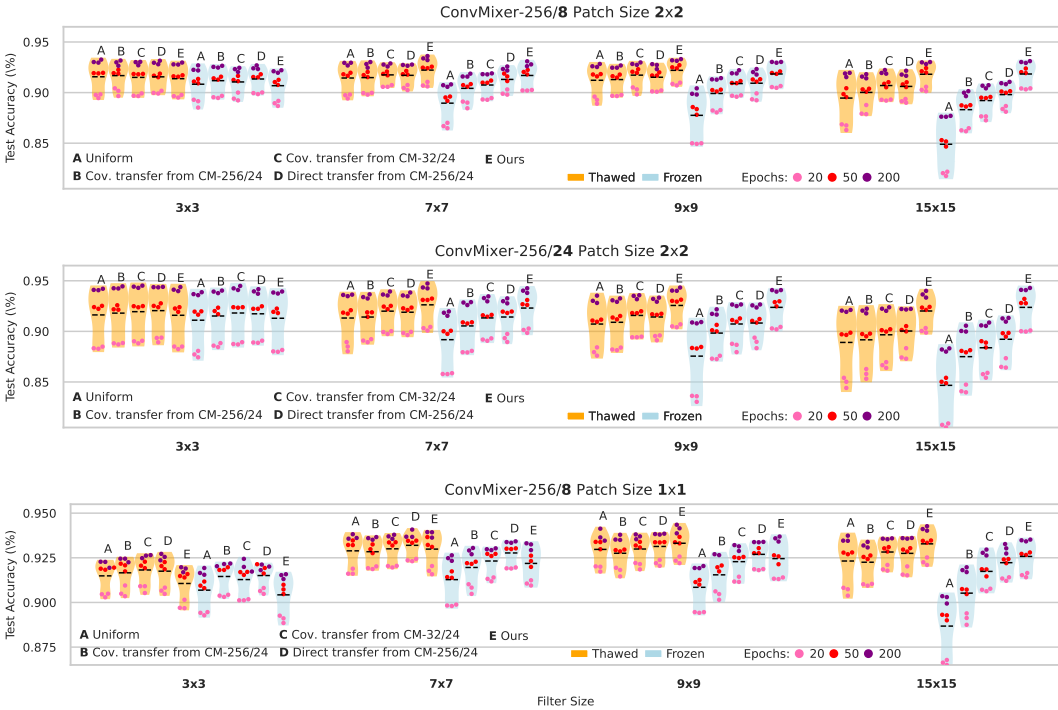 ConvMixer-256/8 Patch Size 2x2
Test Accuracy (\%)
0.95
0.90
0.85
A B C D E A B C D E
A B C D E A B C D E
A B C D E A B C D E
A B C D E A B C D E
A Uniform
B Cov. transfer from CM-256/24
C Cov. transfer from CM-32/24
D Direct transfer from CM-256/24
E Ours
Thawed Frozen Epochs: 20 50 200
3x3 7x7 9x9 15x15
ConvMixer-256/24 Patch Size 2x2
Test Accuracy (\%)
0.95
0.90
0.85
A B C D E A B C D E
A B C D E A B C D E
A B C D E A B C D E
A B C D E A B C D E
A Uniform
B Cov. transfer from CM-256/24
C Cov. transfer from CM-32/24
D Direct transfer from CM-256/24
E Ours
Thawed Frozen Epochs: 20 50 200
3x3 7x7 9x9 15x15
ConvMixer-256/8 Patch Size 1x1
Test Accuracy (\%)
0.950
0.925
0.900
0.875
A B C D E A B C D E
A B C D E A B C D E
A B C D E A B C D E
A B C D E A B C D E
A Uniform
B Cov. transfer from CM-256/24
C Cov. transfer from CM-32/24
D Direct transfer from CM-256/24
E Ours
Thawed Frozen Epochs: 20 50 200
3x3 7x7 9x9 15x15
Filter Size